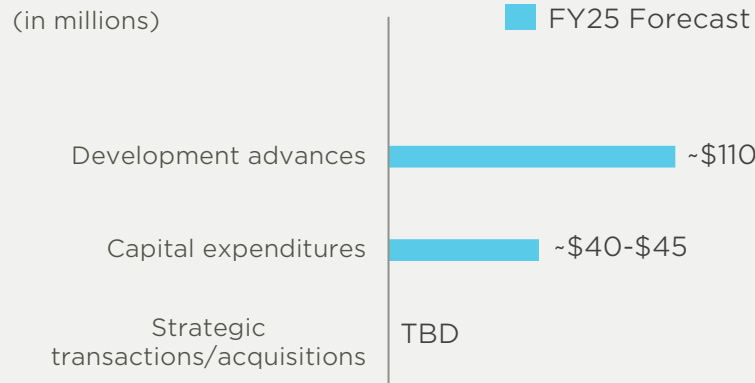 (in millions)
FY25 Forecast
Development advances
~$110
Capital expenditures
~$40-$45
Strategic
transactions/acquisitions
TBD